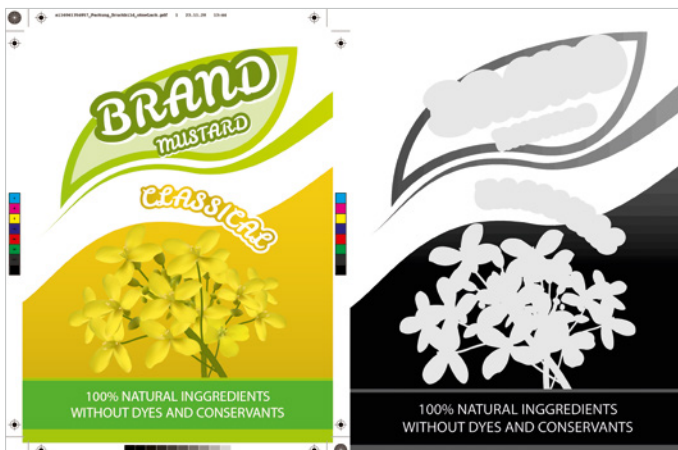 BRAND
MUSTARD
CLASSICAL
100% NATURAL INGGREDIENTS
WITHOUT DYES AND CONSERVANTS
100% NATURAL INGGREDIENTS
WITHOUT DYES AND CONSERVANTS